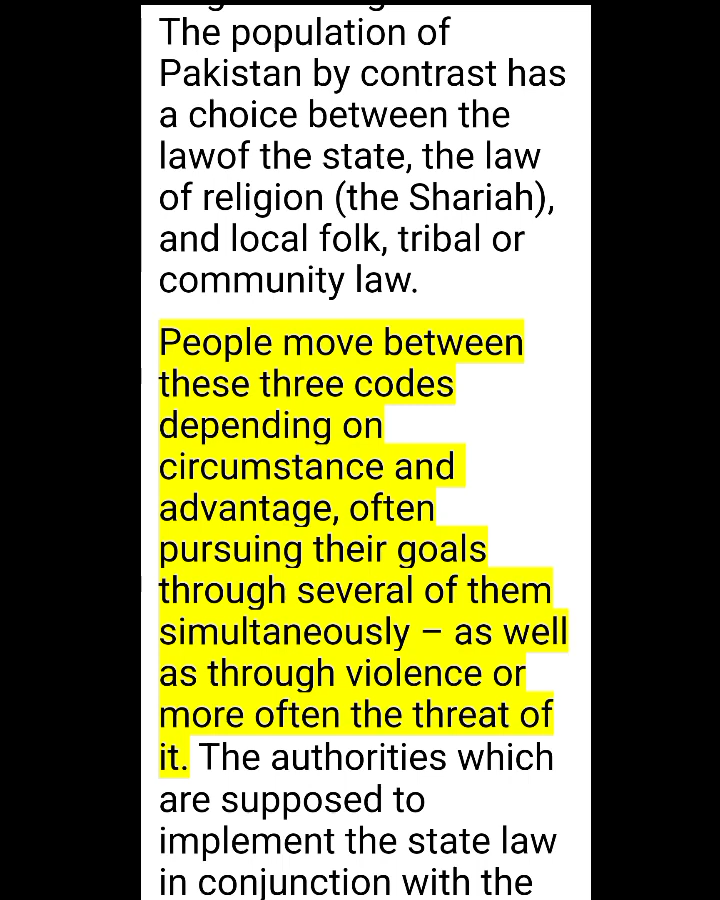 The population of
Pakistan by contrast has
a choice between the
lawof the state, the law
of religion (the Shariah),
and local folk, tribal or
community law.
People move between
these three codes
depending on
circumstance and
advantage, often
pursuing their goals
through several of them
simultaneously – as well
as through violence or
more often the threat of
it. The authorities which
are supposed to
implement the state law
in conjunction with the